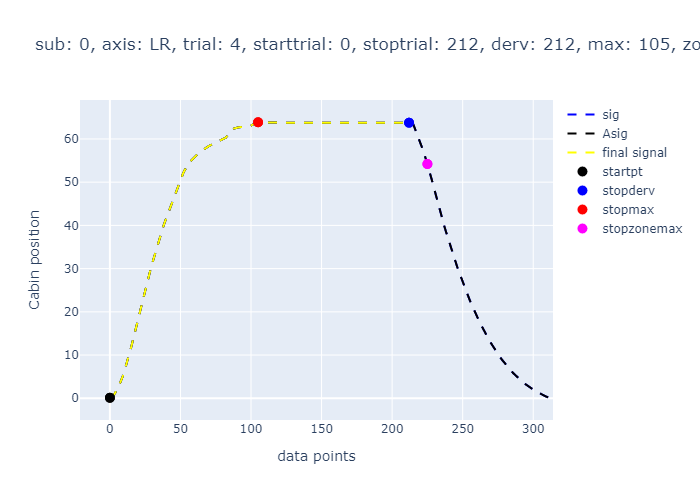 sub: 0, axis: LR, trial: 4, starttrial: 0, stoptrial: 212, derv: 212, max: 105, zo
sig
Asig
final signal
startpt
stopderv
stopmax
stopzonemax
Cabin position
60
50
40
30
20
10
0
0 50 100 150 200 250 300
data points